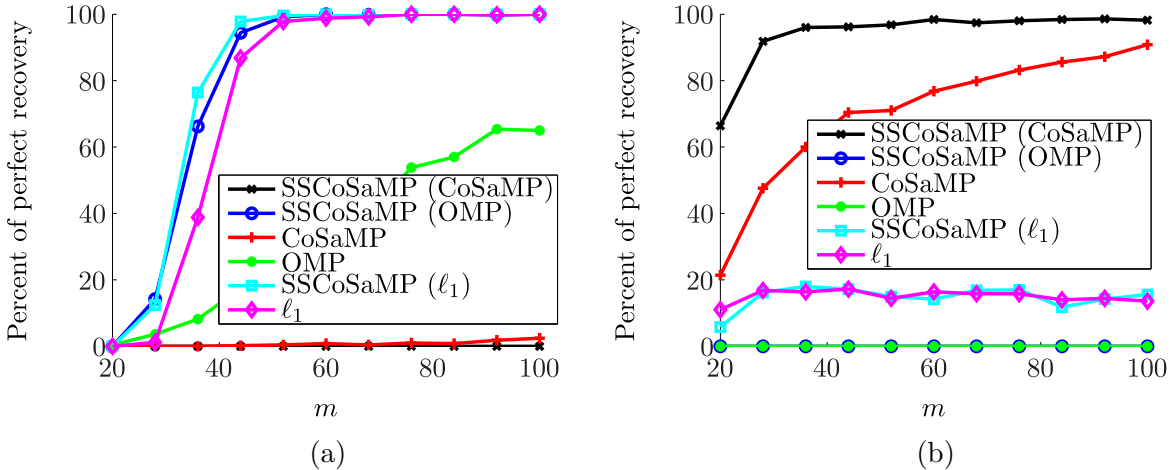 Percent of perfect recovery
100
80
60
40
20
0
SSCoSaMP (CoSaMP)
SSCoSaMP (OMP)
CoSaMP
OMP
SSCoSaMP (ℓ₁)
ℓ₁
20
40
60
80
100
m
(a)
Percent of perfect recovery
100
80
60
40
20
0
SSCoSaMP (CoSaMP)
SSCoSaMP (OMP)
CoSaMP
OMP
SSCoSaMP (ℓ₁)
ℓ₁
20
40
60
80
100
m
(b)